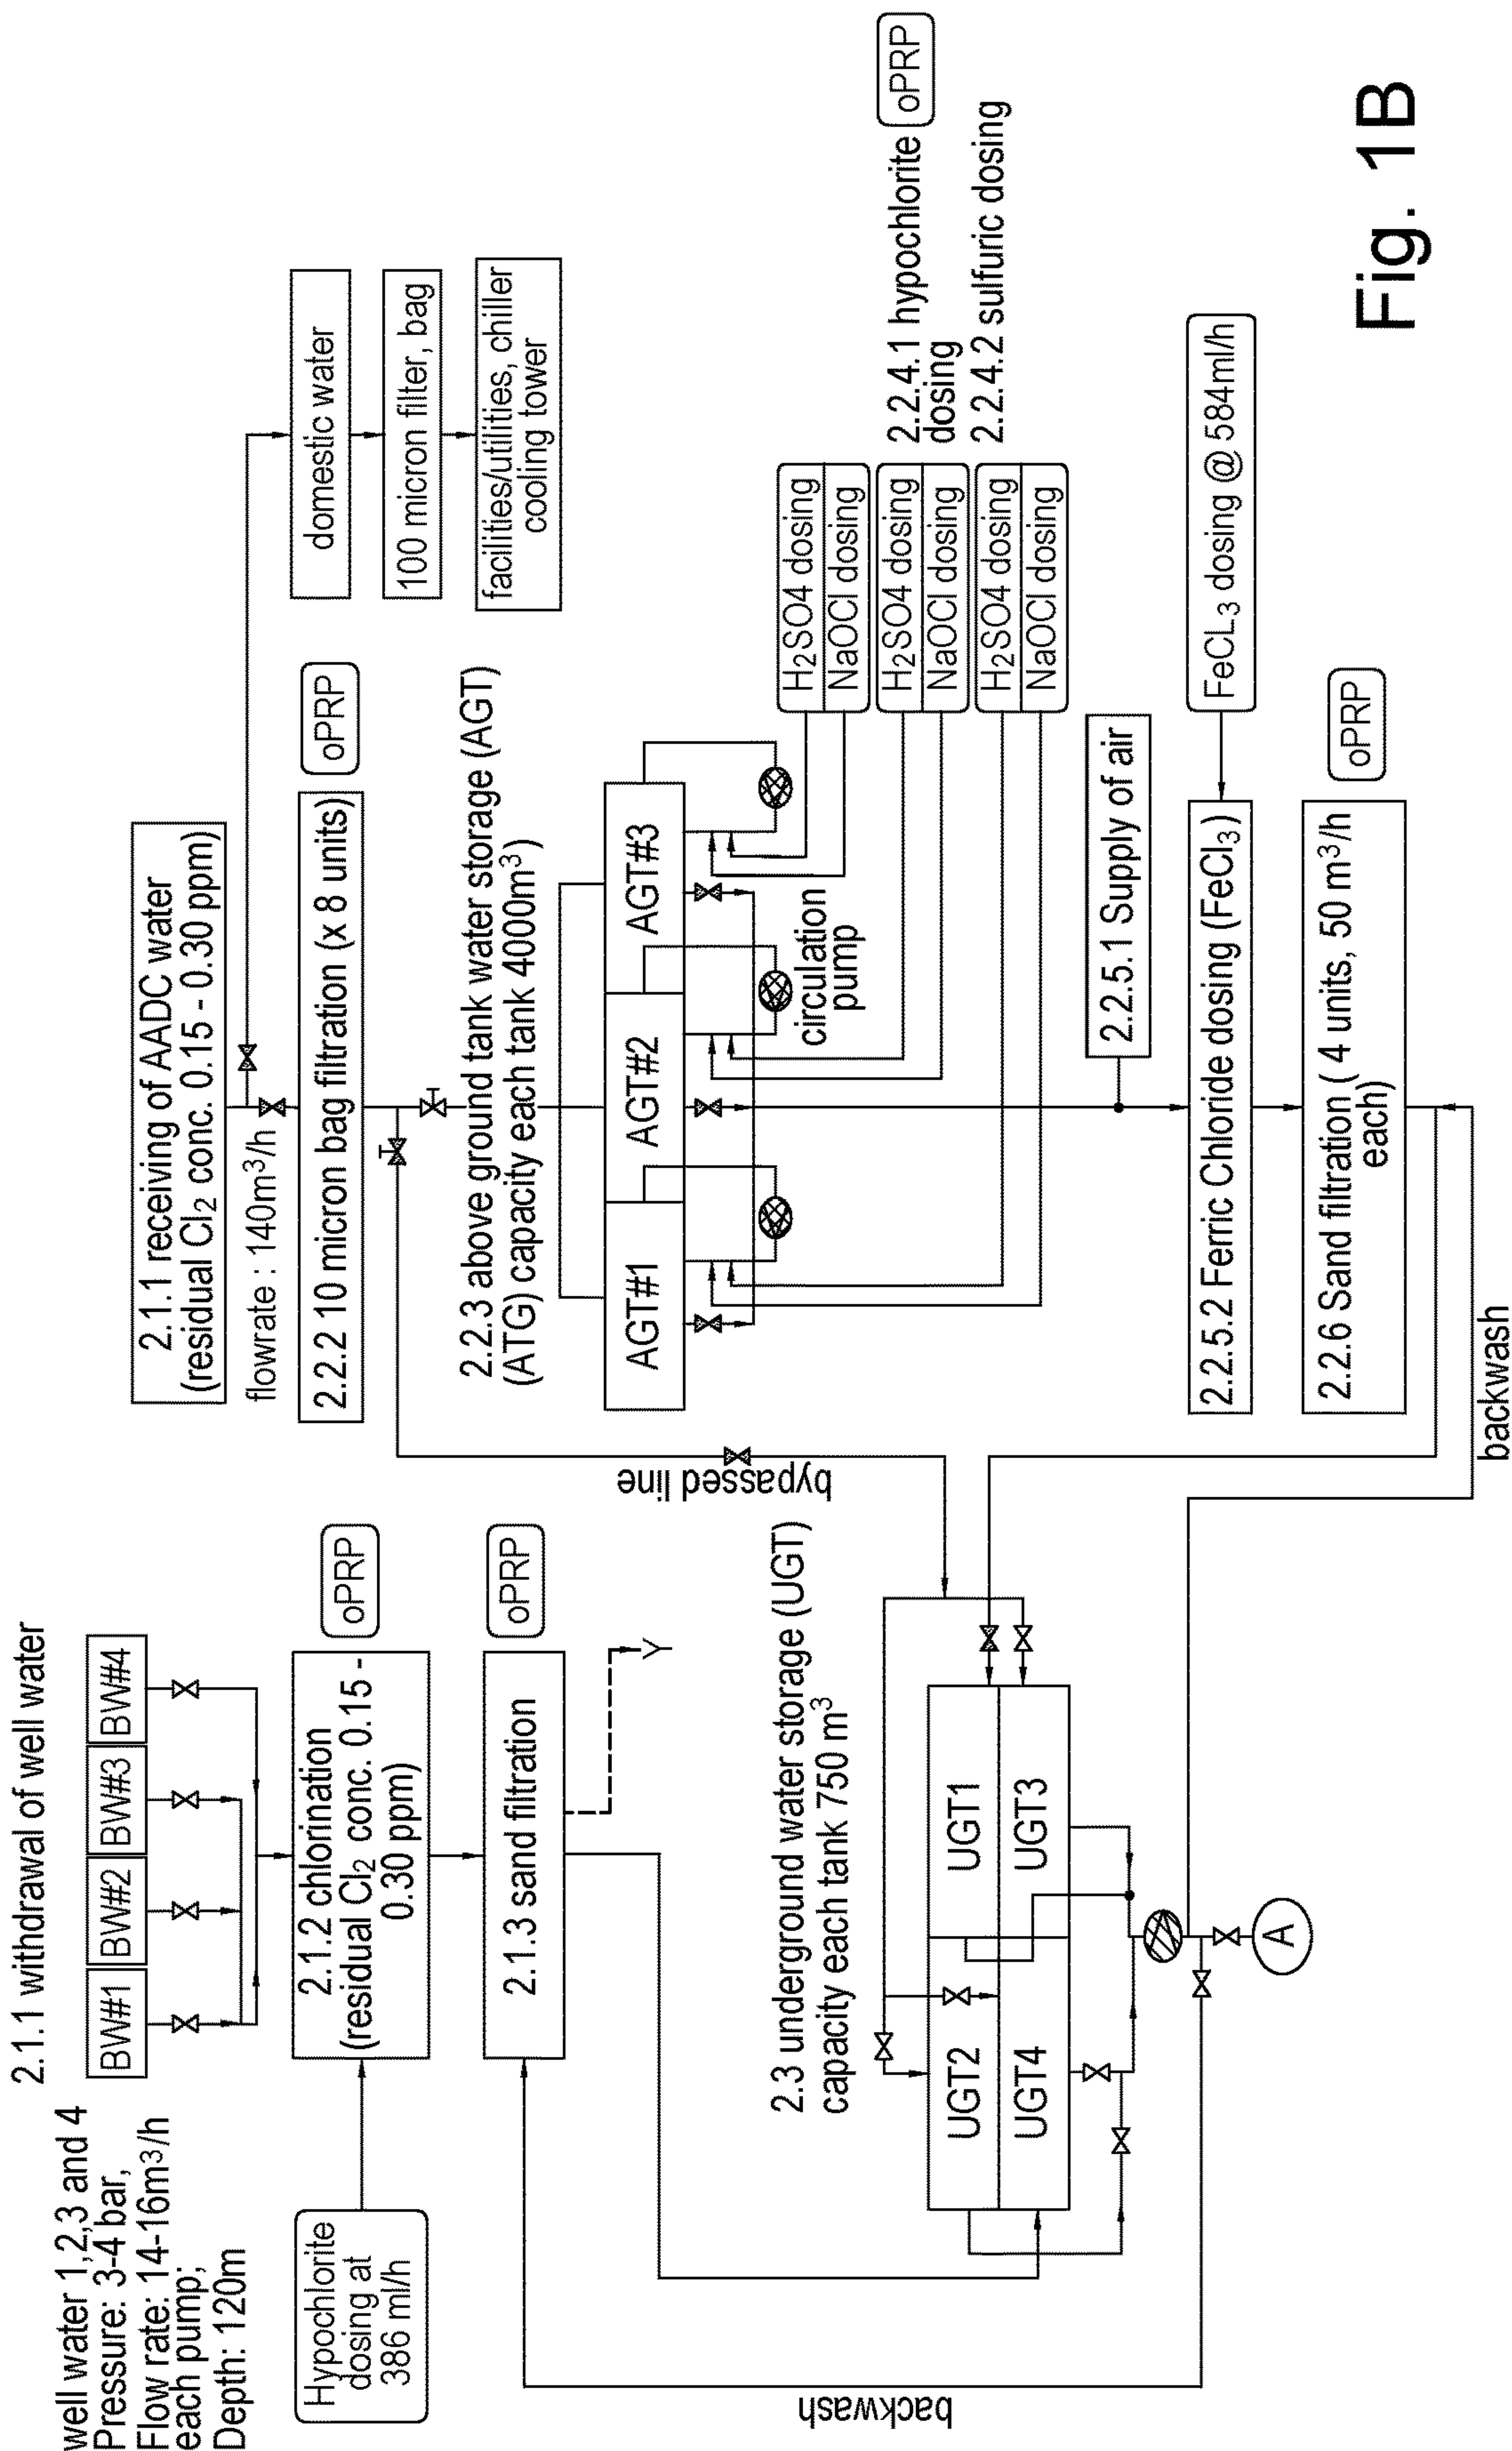 2.1.1 withdrawal of well water
well water 1,2,3 and 4
Pressure: 3-4 bar,
Flow rate: 14-16m³/h
each pump;
Depth: 120m
BW#1
BW#2
BW#3
BW#4
Hypochlorite
dosing at
386 ml/h
2.1.2 chlorination
(residual Cl₂ conc. 0.15 -
0.30 ppm)
oPRP
2.1.3 sand filtration
oPRP
Y
backwash
2.1.1 receiving of AADC water
(residual Cl₂ conc. 0.15 - 0.30 ppm)
flowrate : 140m³/h
domestic water
100 micron filter, bag
facilities/utilities, chiller
cooling tower
2.2.2 10 micron bag filtration (x 8 units)
oPRP
bypassed line
2.2.3 above ground tank water storage (AGT)
(ATG) capacity each tank 4000m³
AGT#1
AGT#2
AGT#3
circulation
pump
H₂SO4 dosing
NaOCl dosing
H₂SO4 dosing
NaOCl dosing
H₂SO4 dosing
NaOCl dosing
2.2.4.1 hypochlorite
dosing
oPRP
2.2.4.2 sulfuric dosing
2.2.5.1 Supply of air
FeCL₃ dosing @ 584ml/h
2.2.5.2 Ferric Chloride dosing (FeCl₃)
2.2.6 Sand filtration ( 4 units, 50 m³/h
each)
oPRP
backwash
2.3 underground water storage (UGT)
capacity each tank 750 m³
UGT2
UGT1
UGT4
UGT3
A
Fig. 1B